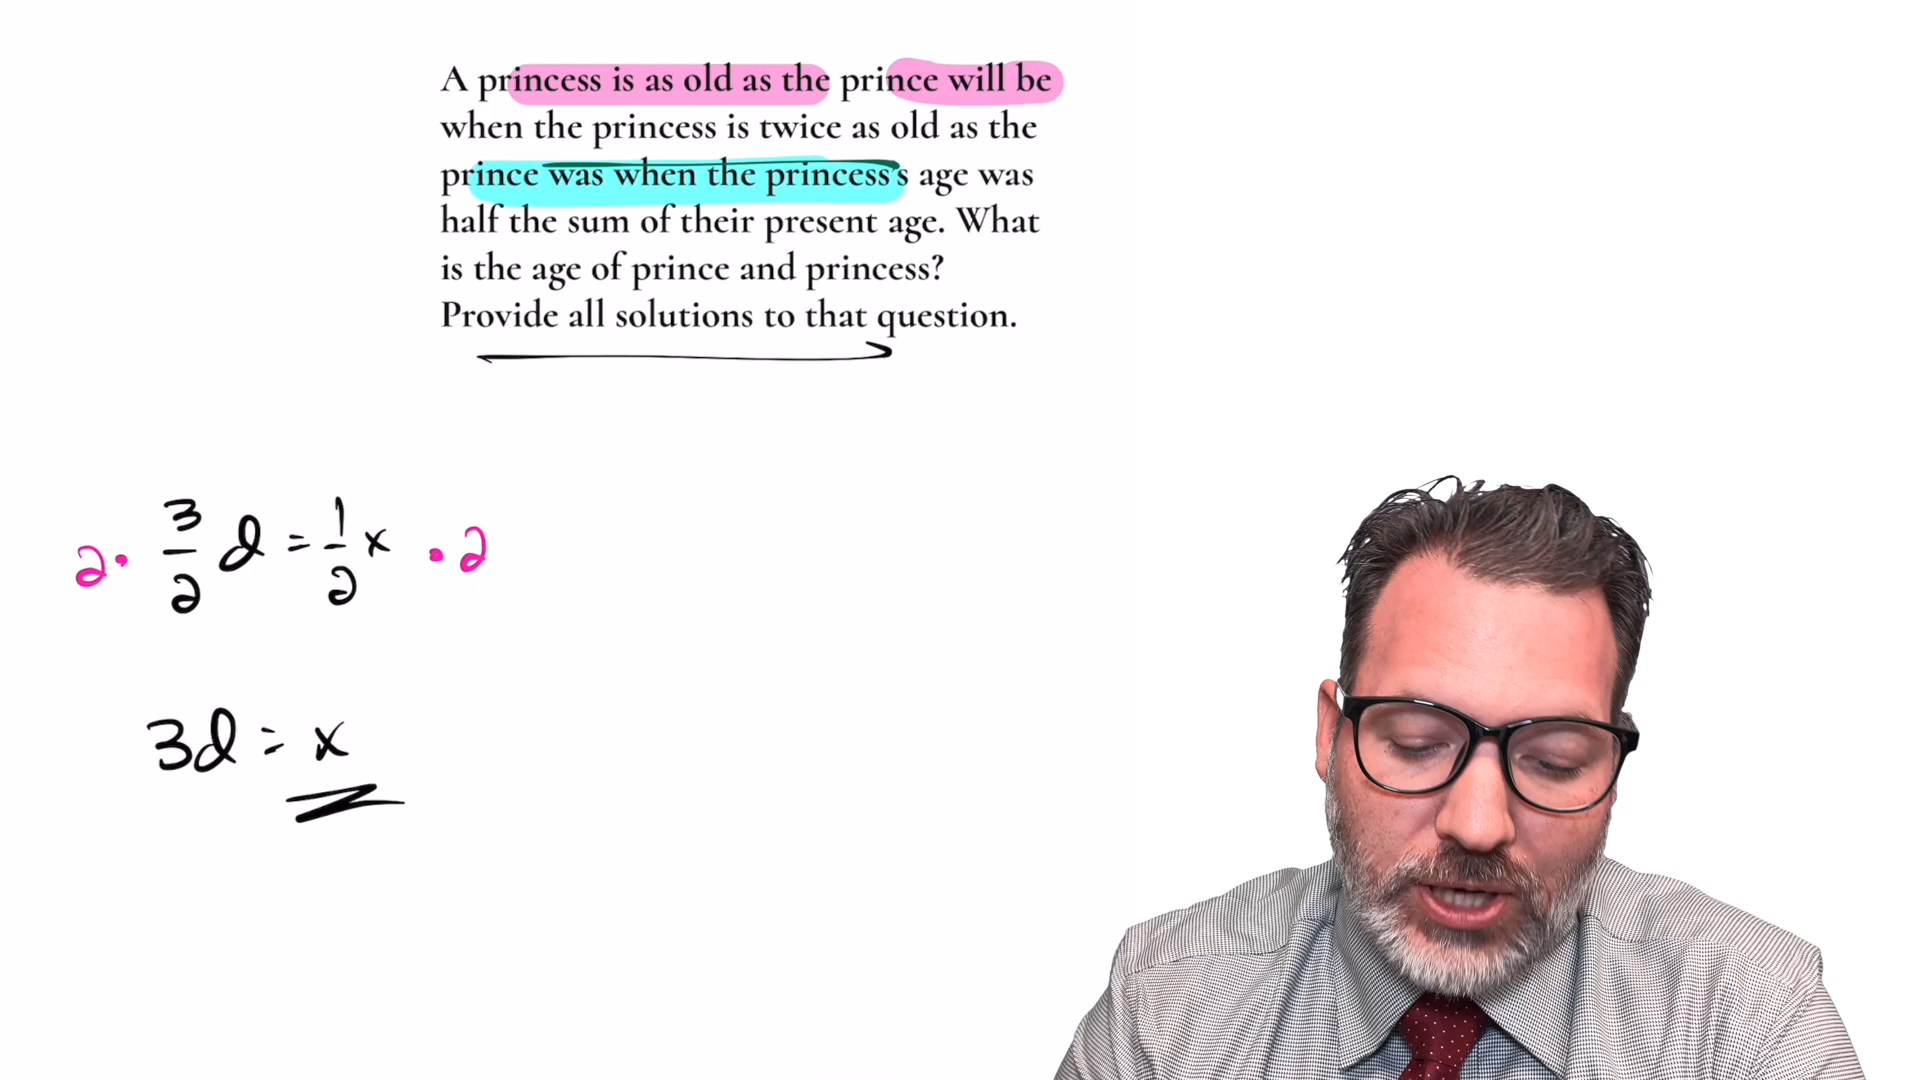 A princess is as old as the prince will be
when the princess is twice as old as the
prince was when the princess's age was
half the sum of their present age. What
is the age of prince and princess?
Provide all solutions to that question.
2 · 3/2 d = 1/2 x · 2
3d = x